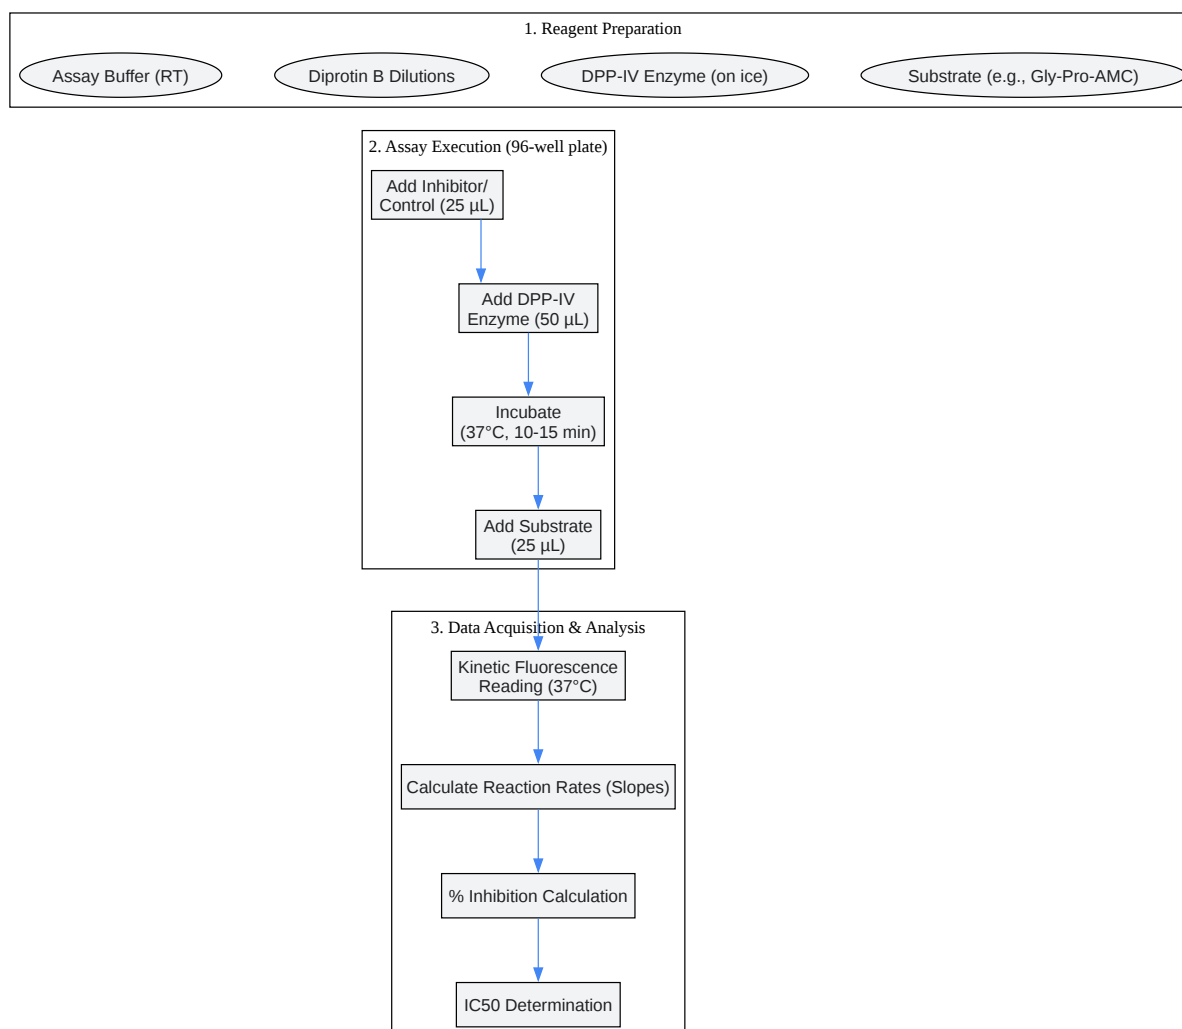 1. Reagent Preparation
Assay Buffer (RT)
Diprotin B Dilutions
DPP-IV Enzyme (on ice)
Substrate (e.g., Gly-Pro-AMC)
2. Assay Execution (96-well plate)
Add Inhibitor/
Control (25 µL)
Add DPP-IV
Enzyme (50 µL)
Incubate
(37°C, 10-15 min)
Add Substrate
(25 µL)
3. Data Acquisition & Analysis
Kinetic Fluorescence
Reading (37°C)
Calculate Reaction Rates (Slopes)
% Inhibition Calculation
IC50 Determination